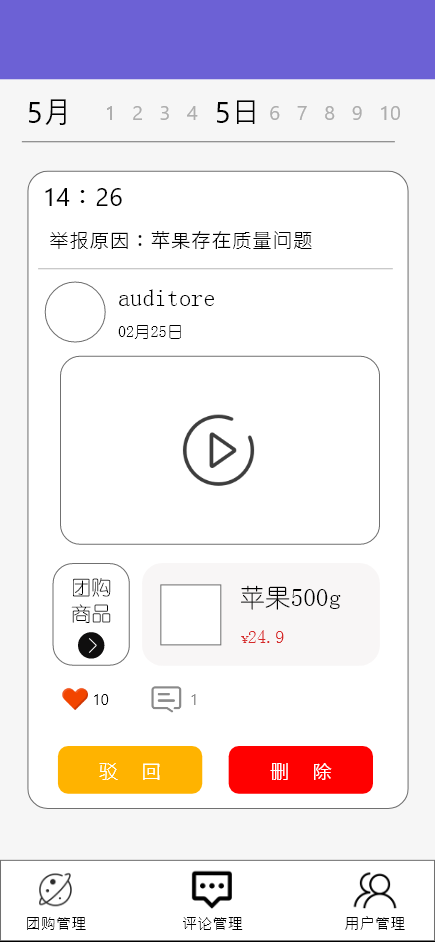 5月 1 2 3 4 5日 6 7 8 9 10
14：26
举报原因：苹果存在质量问题
auditore
02月25日
团购
商品
苹果500g
¥24.9
10 1
驳 回 删 除
团购管理 评论管理 用户管理